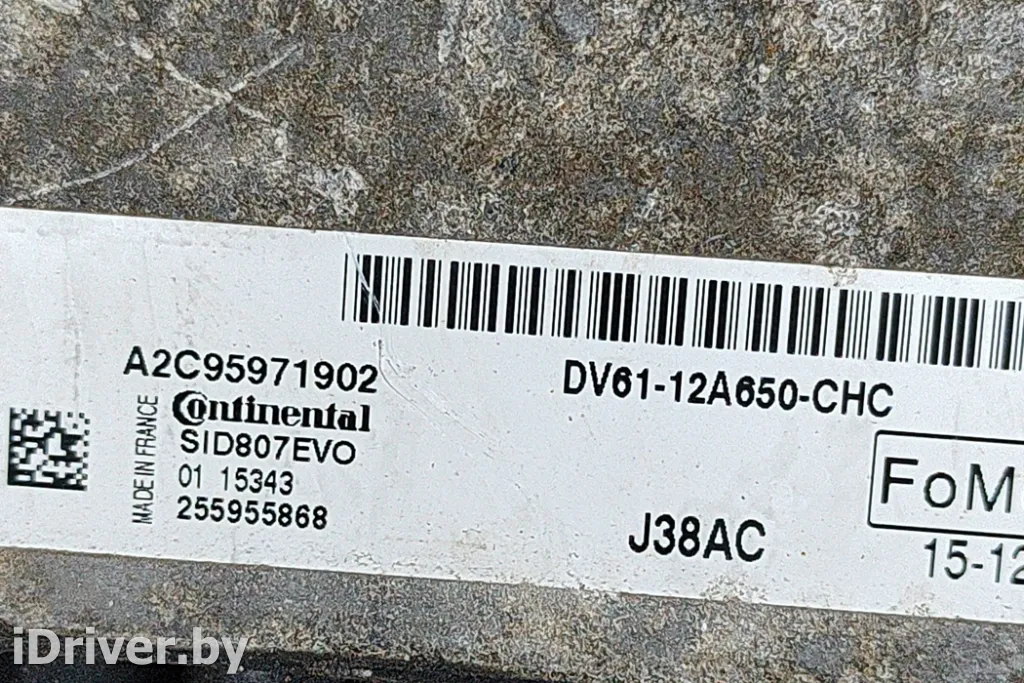 A2C95971902
Continental
SID807EVO
01 15343
255955868
MADE IN FRANCE
DV61-12A650-CHC
J38AC
FoM
15-12
iDriver.by